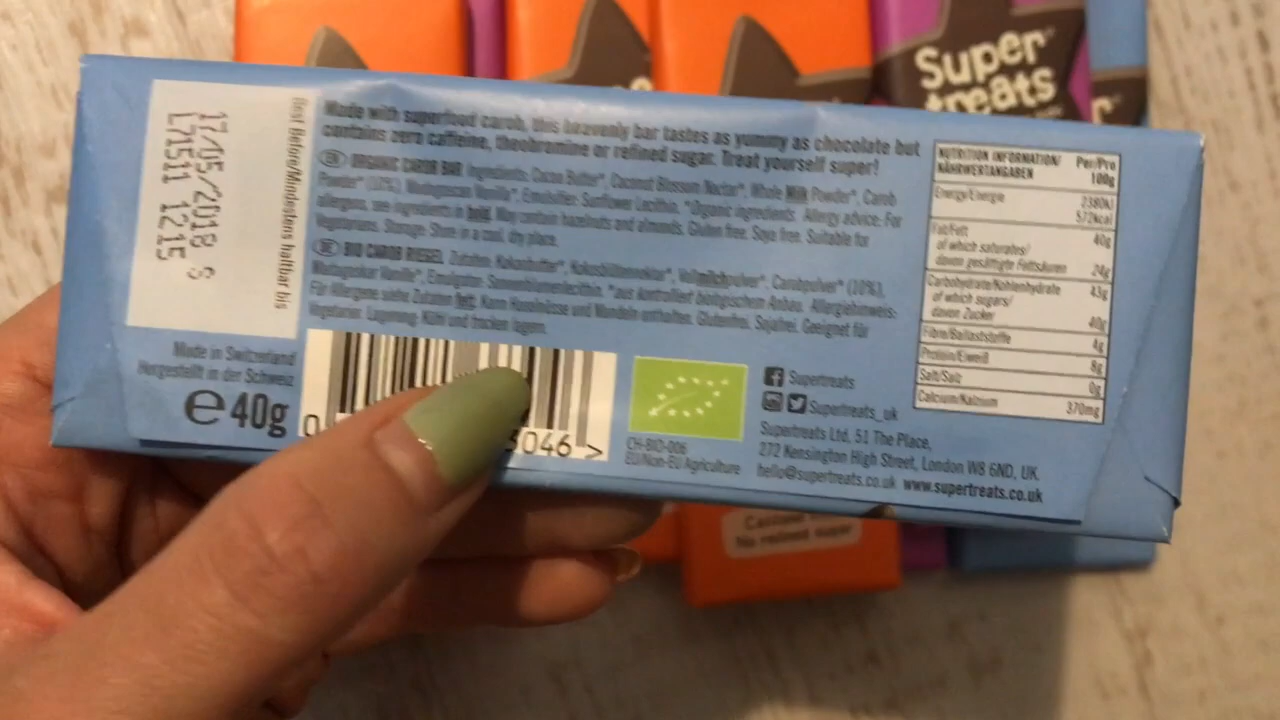 Super
treats
Made with superfood carob, this heavenly bar tastes as yummy as chocolate but
contains zero caffeine, theobromine or refined sugar. Treat yourself super!
ORGANIC CAROB BAR. Ingredients: Cocoa Butter*, Coconut Blossom Nectar*, Whole Milk Powder*, Carob
Powder* (10%), Madagascan Vanilla*, Emulsifier: Sunflower Lecithin. *Organic ingredients. Allergy advice: For
allergens, see ingredients in bold. May contain hazelnuts and almonds. Gluten free. Soya free. Suitable for
Vegetarians. Storage: Store in a cool, dry place.
DE BIO CAROB RIEGEL. Zutaten: Kakaobutter*, Kokosblütennektar*, Vollmilchpulver*, Carobpulver* (10%),
Madagaskar Vanille*, Emulgator: Sonnenblumenlecithin. *aus kontrolliert biologischem Anbau. Allergiehinweis:
Für Allergene siehe Zutaten fett. Kann Haselnüsse und Mandeln enthalten. Glutenfrei. Sojafrei. Geeignet für
Vegetarier. Lagerung: Kühl und trocken lagern.
Best Before/Mindestens haltbar bis
17/05/2018 S
L71511 1215
Made in Switzerland
Hergestellt in der Schweiz
e 40g
0 5046 >
CH-BIO-006
EU/Non-EU Agriculture
Supertreats
Supertreats_uk
Supertreats Ltd. 51 The Place,
272 Kensington High Street, London W8 6ND, UK.
hello@supertreats.co.uk www.supertreats.co.uk
NUTRITION INFORMATION/ Per/Pro
NÄHRWERTANGABEN 100g
Energy/Energie 2380kJ
572kcal
Fat/Fett 40g
of which saturates/
davon gesättigte Fettsäuren 24g
Carbohydrate/Kohlenhydrate 43g
of which sugars/
davon Zucker 40g
Fibre/Ballaststoffe 4g
Protein/Eiweiß 8g
Salt/Salz 0g
Calcium/Kalzium 370mg
No refined sugar